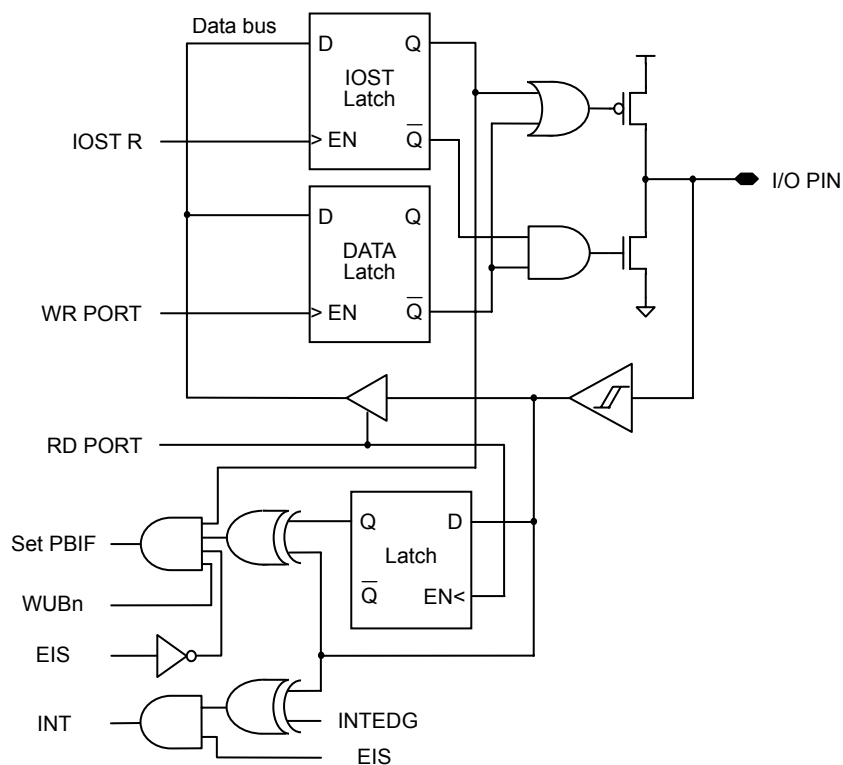 Data bus
D
Q
IOST
Latch
IOST R
> EN
Q
I/O PIN
D
Q
DATA
Latch
WR PORT
> EN
Q
RD PORT
Q
D
Set PBIF
Latch
Q
EN<
WUBn
EIS
INT
INTEDG
EIS